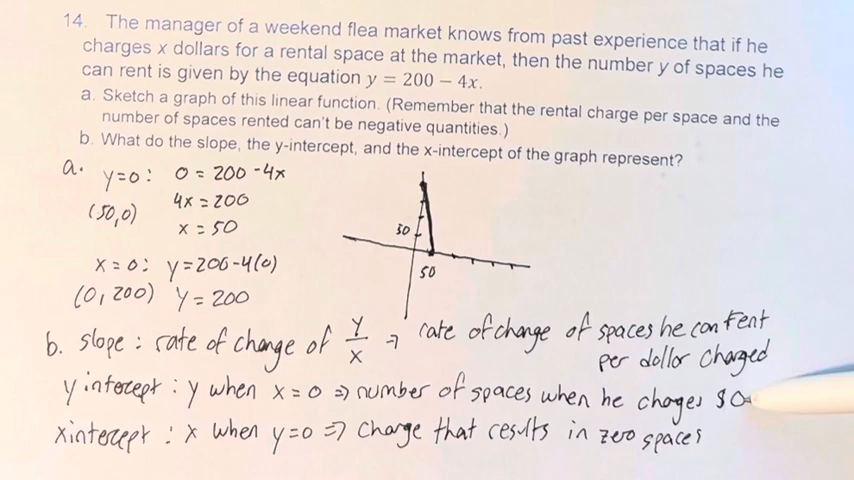 14. The manager of a weekend flea market knows from past experience that if he
charges x dollars for a rental space at the market, then the number y of spaces he
can rent is given by the equation y = 200 – 4x.
a. Sketch a graph of this linear function. (Remember that the rental charge per space and the
number of spaces rented can't be negative quantities.)
b. What do the slope, the y-intercept, and the x-intercept of the graph represent?
a. y=0: 0 = 200 -4x
(50,0) 4x = 200
x = 50
x = 0: y=200-4(0)
(0,200) y = 200
50
50
b. slope : rate of change of y/x ⇒ rate of change of spaces he can rent
per dollar charged
y intercept : y when x = 0 ⇒ number of spaces when he charges $0
x intercept : x when y=0 ⇒ charge that results in zero spaces